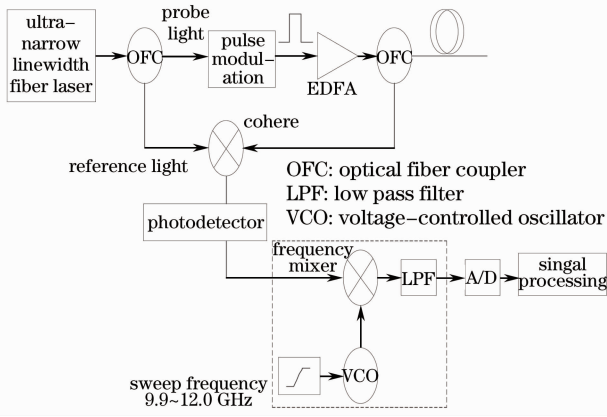 ultra-
narrow
linewidth
fiber laser
OFC
probe
light
pulse
modul-
ation
EDFA
OFC
cohere
reference light
OFC: optical fiber coupler
LPF: low pass filter
VCO: voltage-controlled oscillator
photodetector
frequency
mixer
LPF
A/D
singal
processing
VCO
sweep frequency
9.9~12.0 GHz